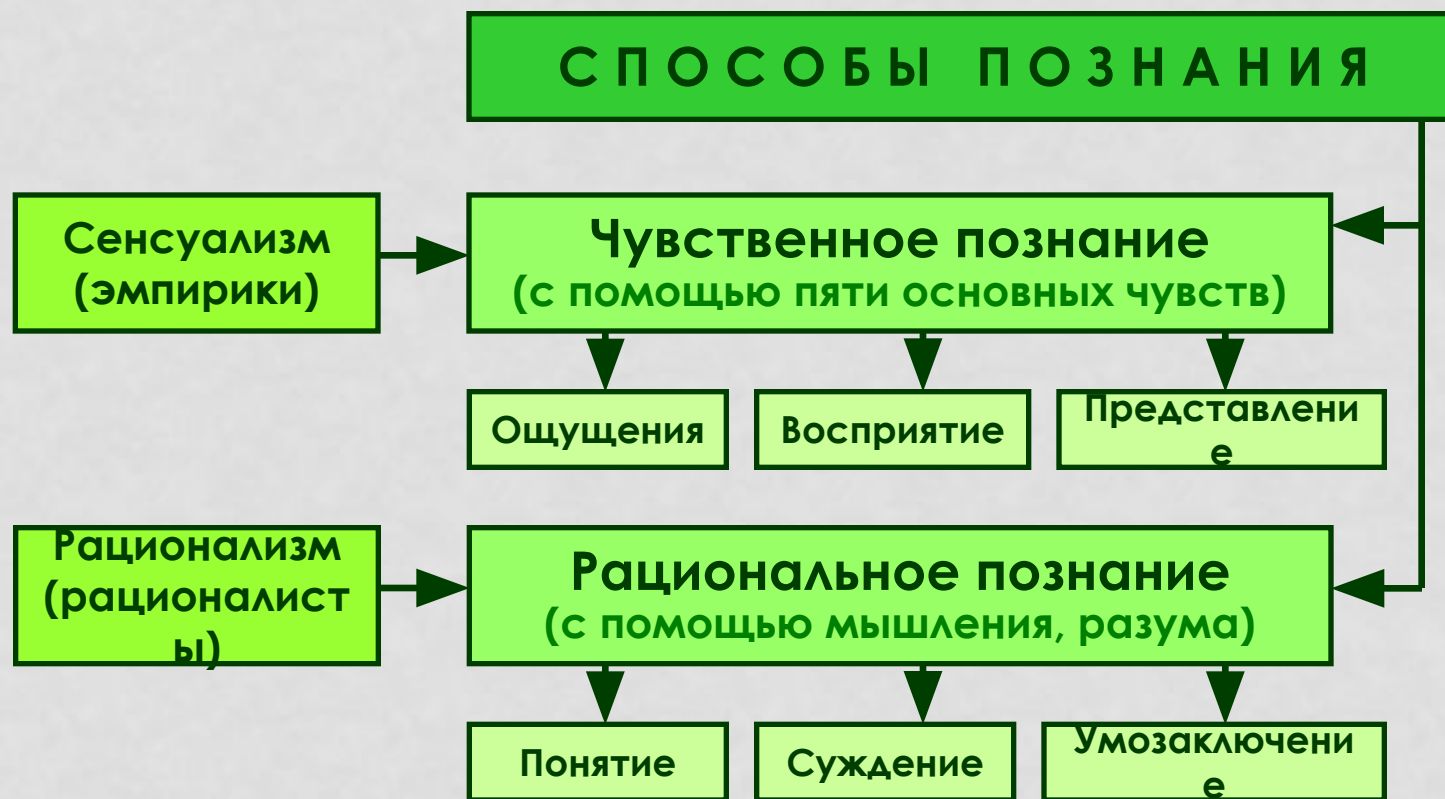 СПОСОБЫ ПОЗНАНИЯ
Сенсуализм
(эмпирики)
Чувственное познание
(с помощью пяти основных чувств)
Ощущения
Восприятие
Представлени
е
Рационализм
(рационалист
ы)
Рациональное познание
(с помощью мышления, разума)
Понятие
Суждение
Умозаключени
е